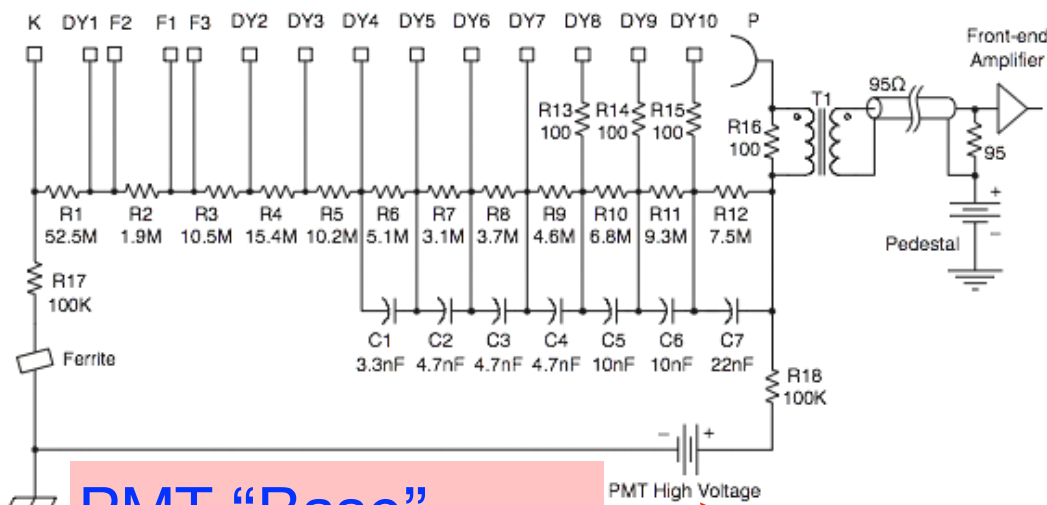 K DY1 F2 F1 F3 DY2 DY3 DY4 DY5 DY6 DY7 DY8 DY9 DY10 P
Front-end
Amplifier
95Ω
T1
R13
100
R14
100
R15
100
R16
100
95
R1 R2 R3 R4 R5 R6 R7 R8 R9 R10 R11 R12
52.5M 1.9M 10.5M 15.4M 10.2M 5.1M 3.1M 3.7M 4.6M 6.8M 9.3M 7.5M
+
Pedestal
−
R17
100K
Ferrite
C1 C2 C3 C4 C5 C6 C7
3.3nF 4.7nF 4.7nF 4.7nF 10nF 10nF 22nF
R18
100K
− +
PMT High Voltage
PMT “Base”